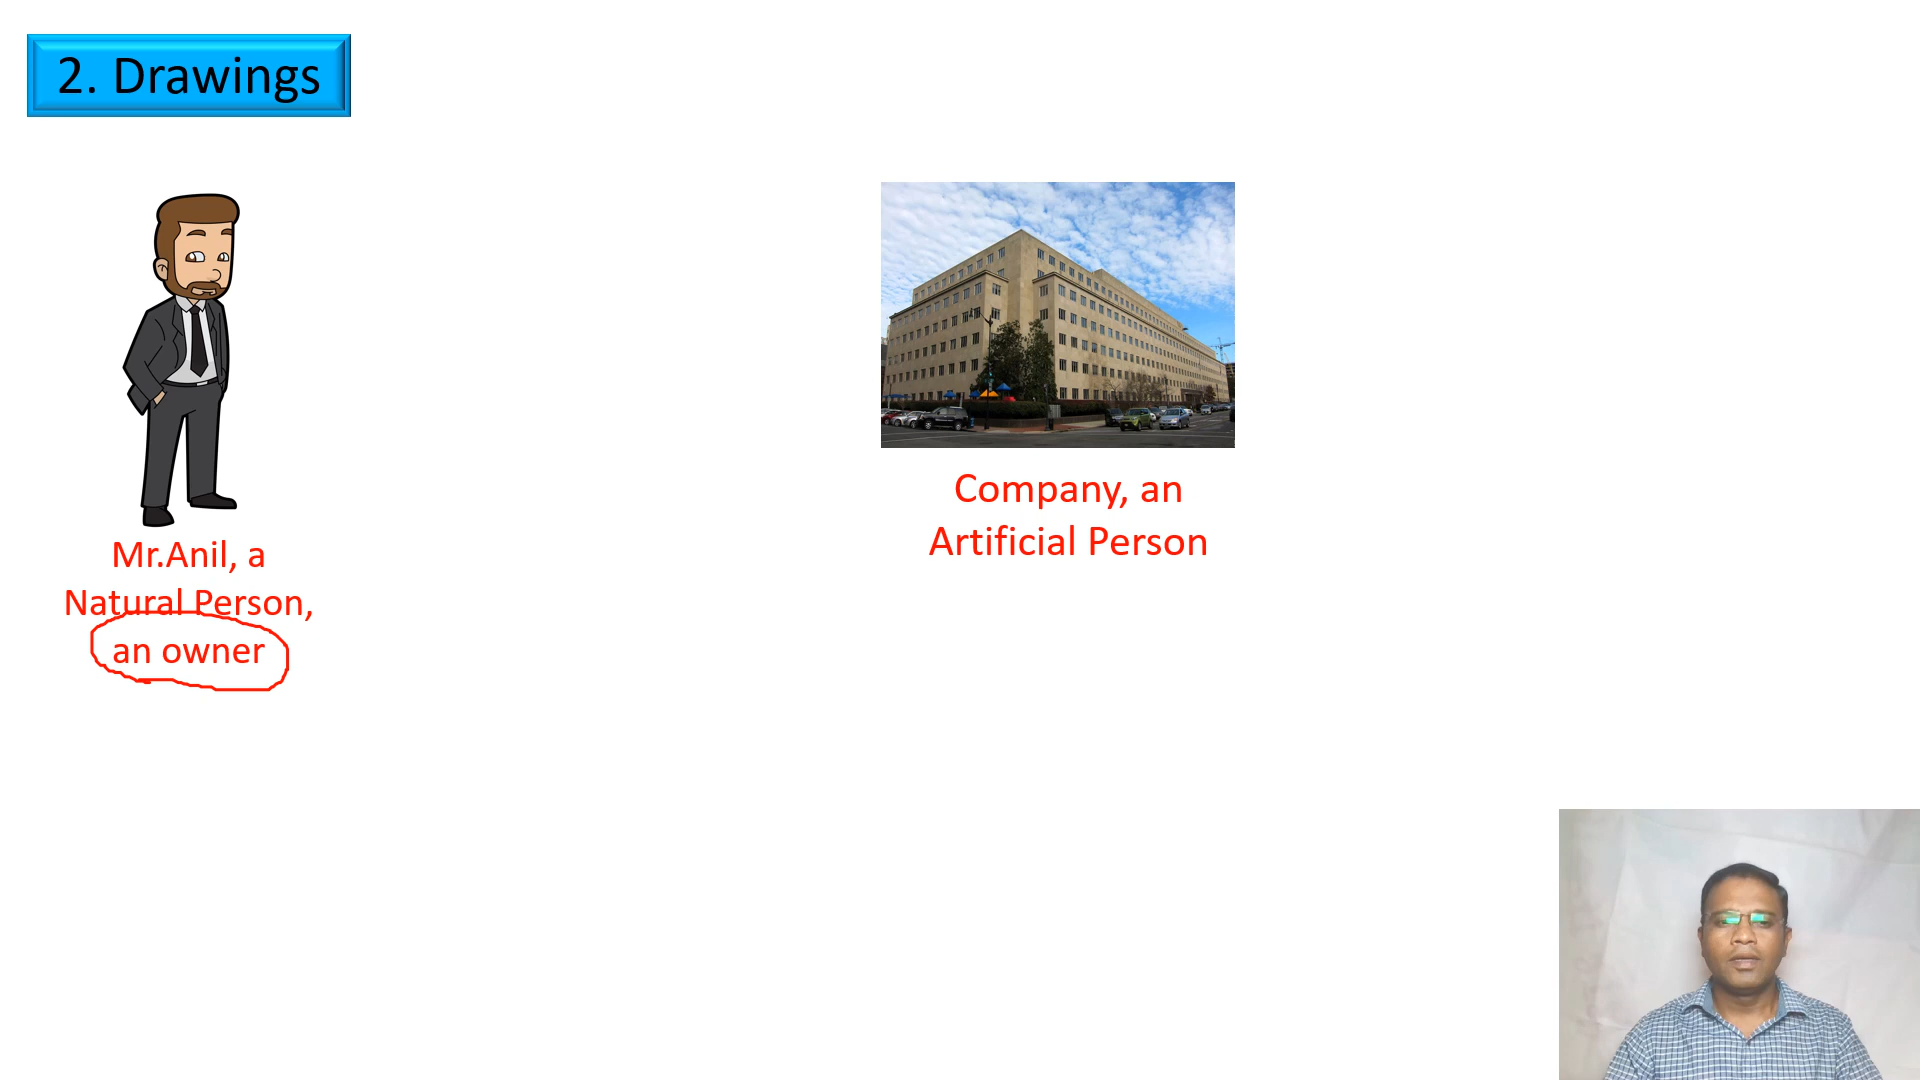 2. Drawings
Mr.Anil, a
Natural Person,
an owner
Company, an
Artificial Person